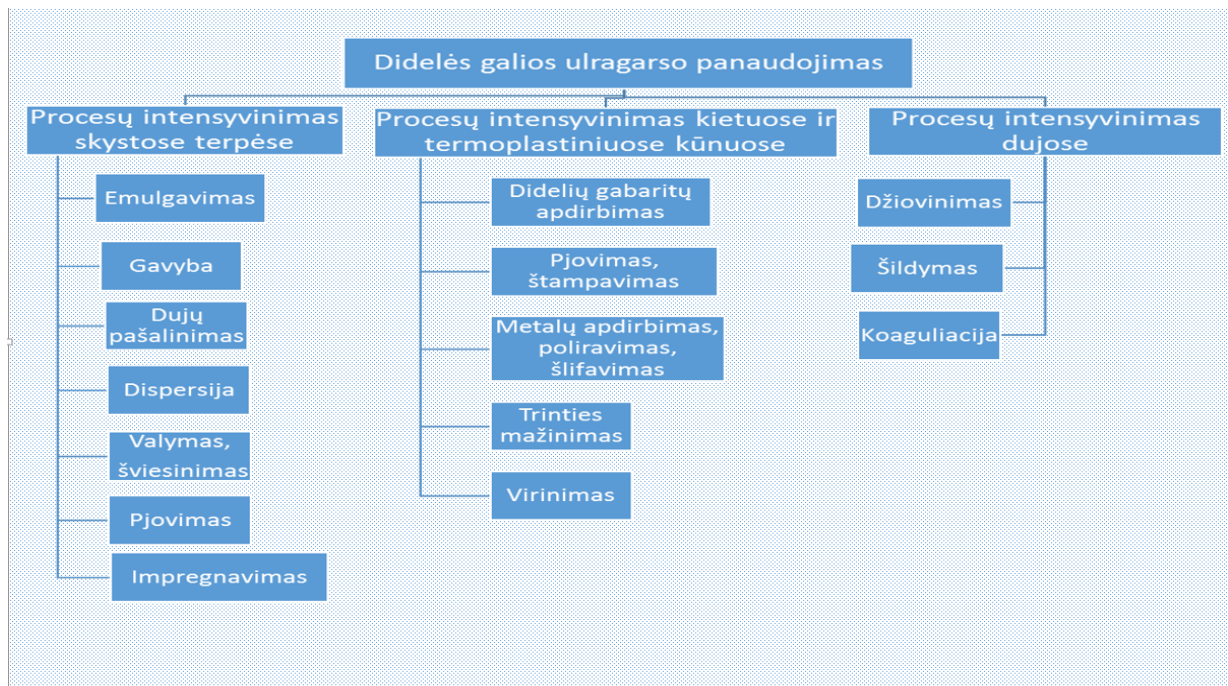 Didelės galios ulragarso panaudojimas
Procesų intensyvinimas
skystose terpėse
Emulgavimas
Gavyba
Dujų
pašalinimas
Dispersija
Valymas,
šviesinimas
Pjovimas
Impregnavimas
Procesų intensyvinimas kietuose ir
termoplastiniuose kūnuose
Didelių gabaritų
apdirbimas
Pjovimas,
štampavimas
Metalų apdirbimas,
poliravimas,
šlifavimas
Trinties
mažinimas
Virinimas
Procesų intensyvinimas
dujose
Džiovinimas
Šildymas
Koaguliacija